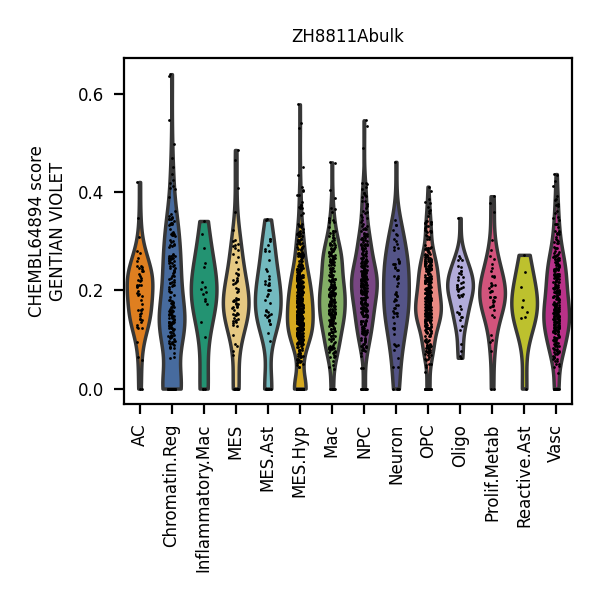 ZH8811Abulk
CHEMBL64894 score
GENTIAN VIOLET
0.6
0.4
0.2
0.0
AC
Chromatin.Reg
Inflammatory.Mac
MES
MES.Ast
MES.Hyp
Mac
NPC
Neuron
OPC
Oligo
Prolif.Metab
Reactive.Ast
Vasc